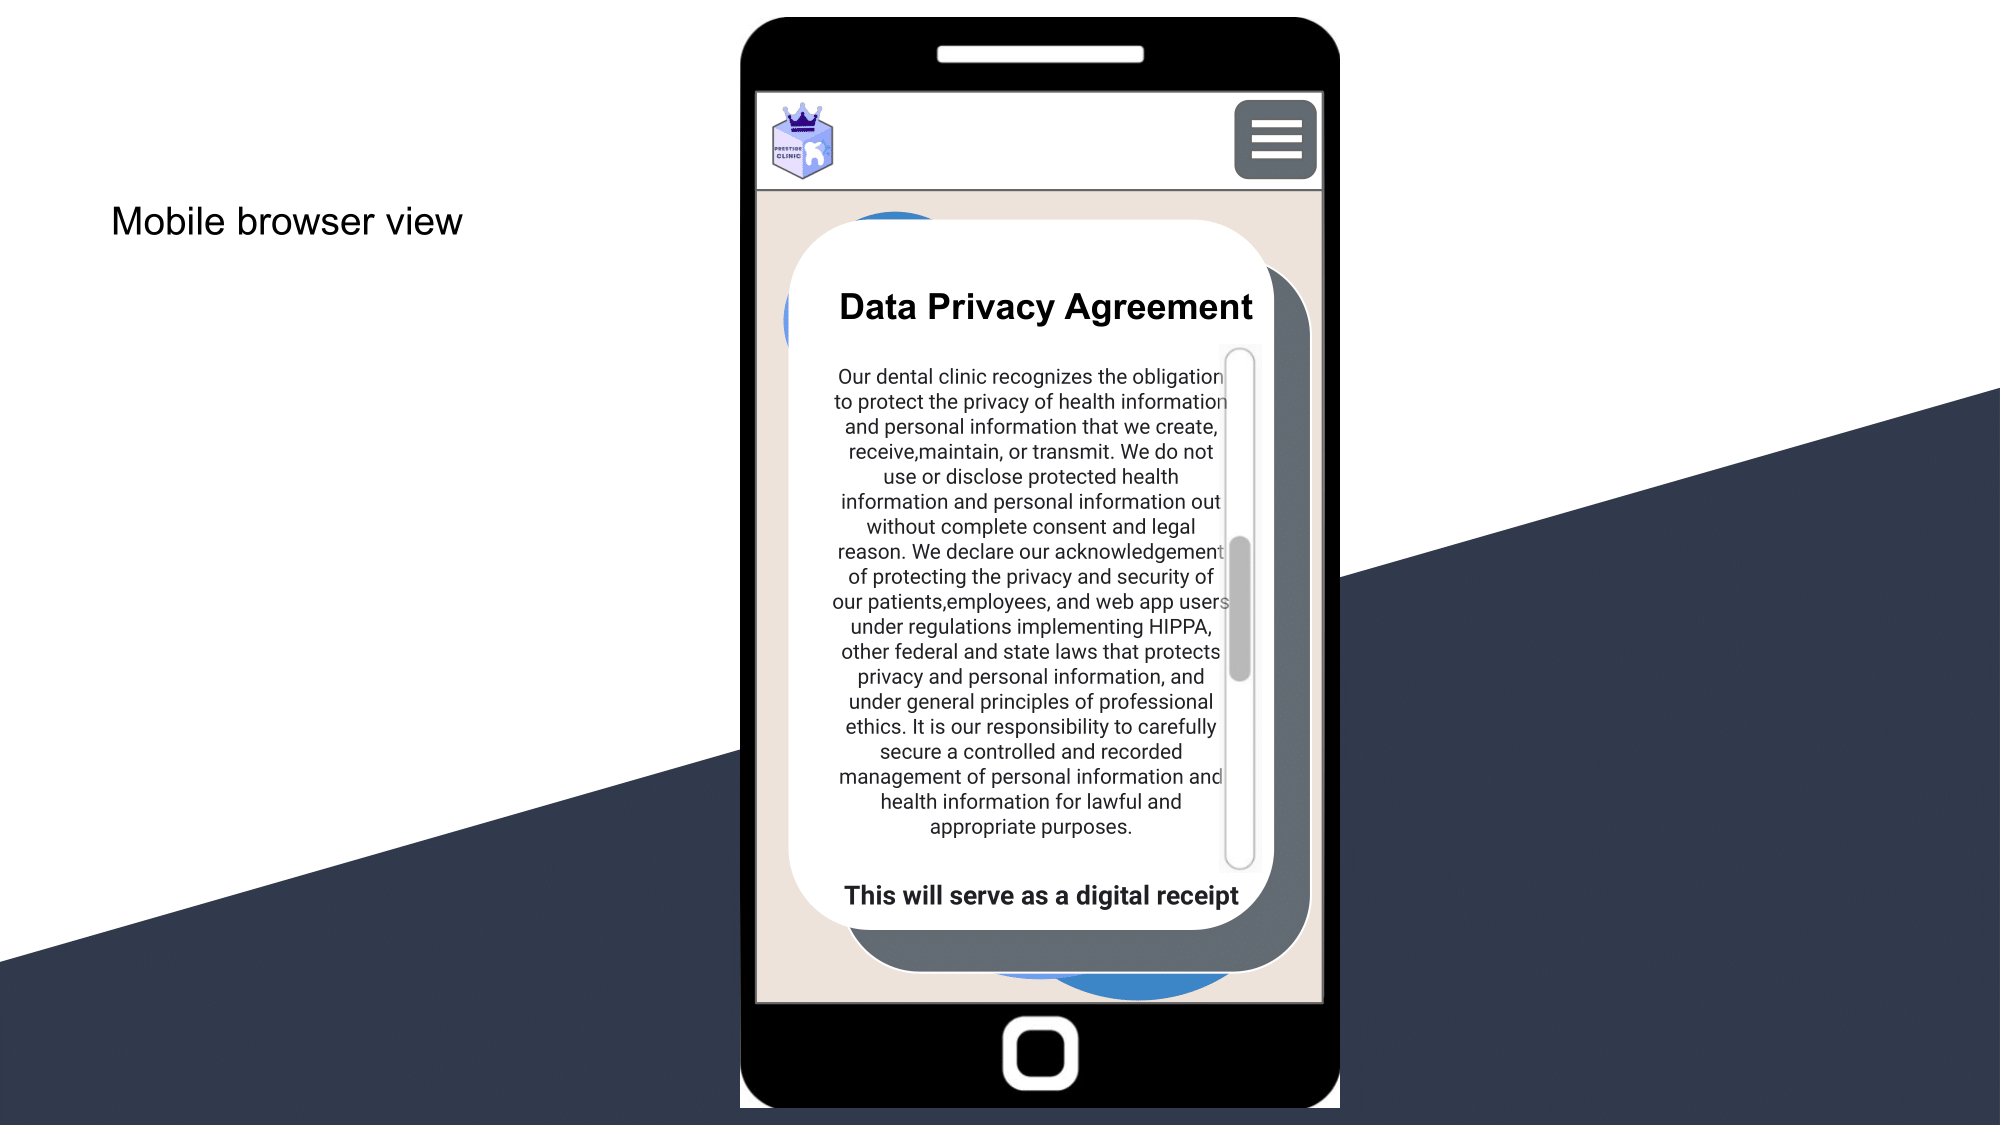 Mobile browser view
PRESTIGE
CLINIC
Data Privacy Agreement
Our dental clinic recognizes the obligation
to protect the privacy of health information
and personal information that we create,
receive,maintain, or transmit. We do not
use or disclose protected health
information and personal information out
without complete consent and legal
reason. We declare our acknowledgement
of protecting the privacy and security of
our patients,employees, and web app users
under regulations implementing HIPPA,
other federal and state laws that protects
privacy and personal information, and
under general principles of professional
ethics. It is our responsibility to carefully
secure a controlled and recorded
management of personal information and
health information for lawful and
appropriate purposes.
This will serve as a digital receipt